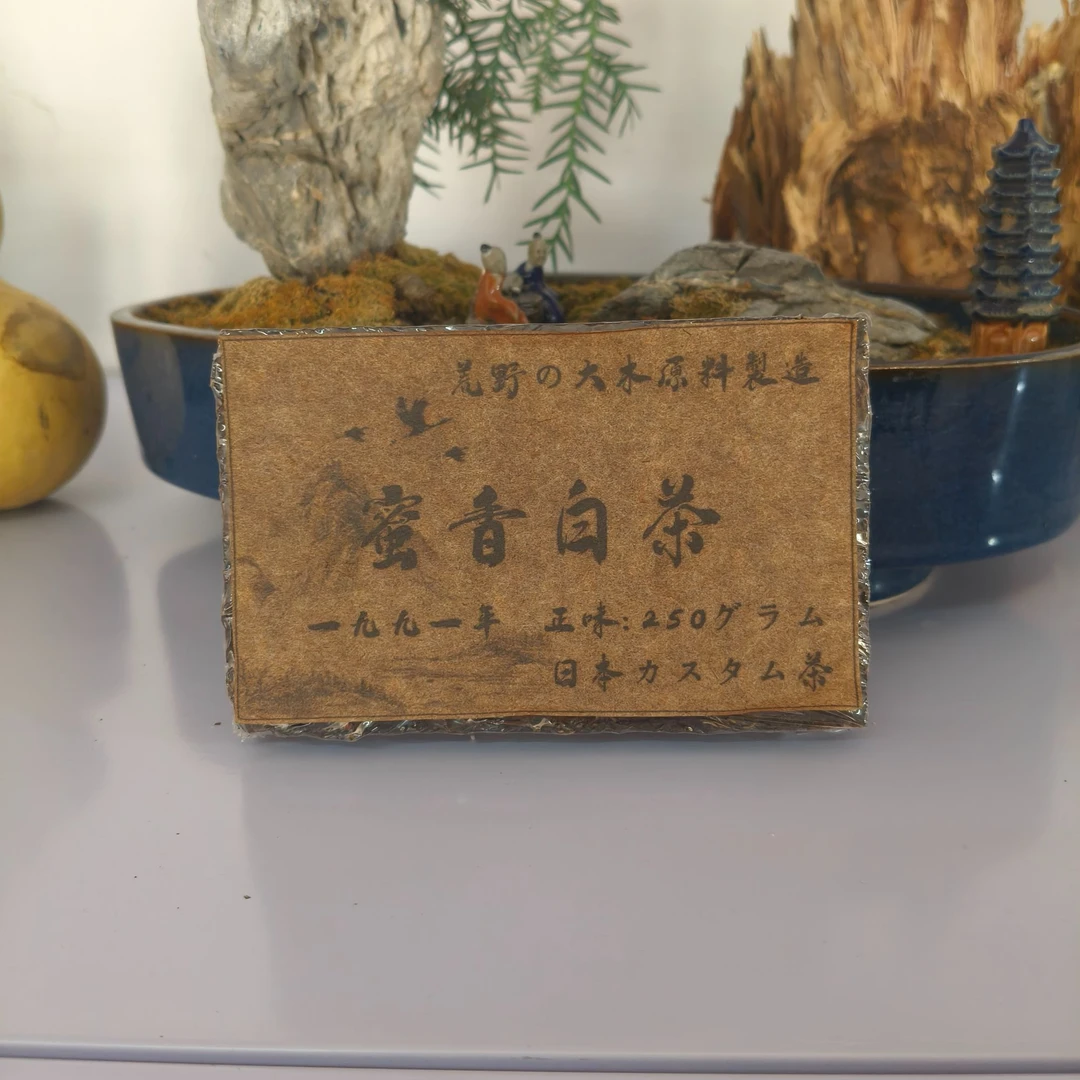 荒野の大木原料製造
蜜香白茶
一九九一年 正味:250グラム
日本カスタム茶